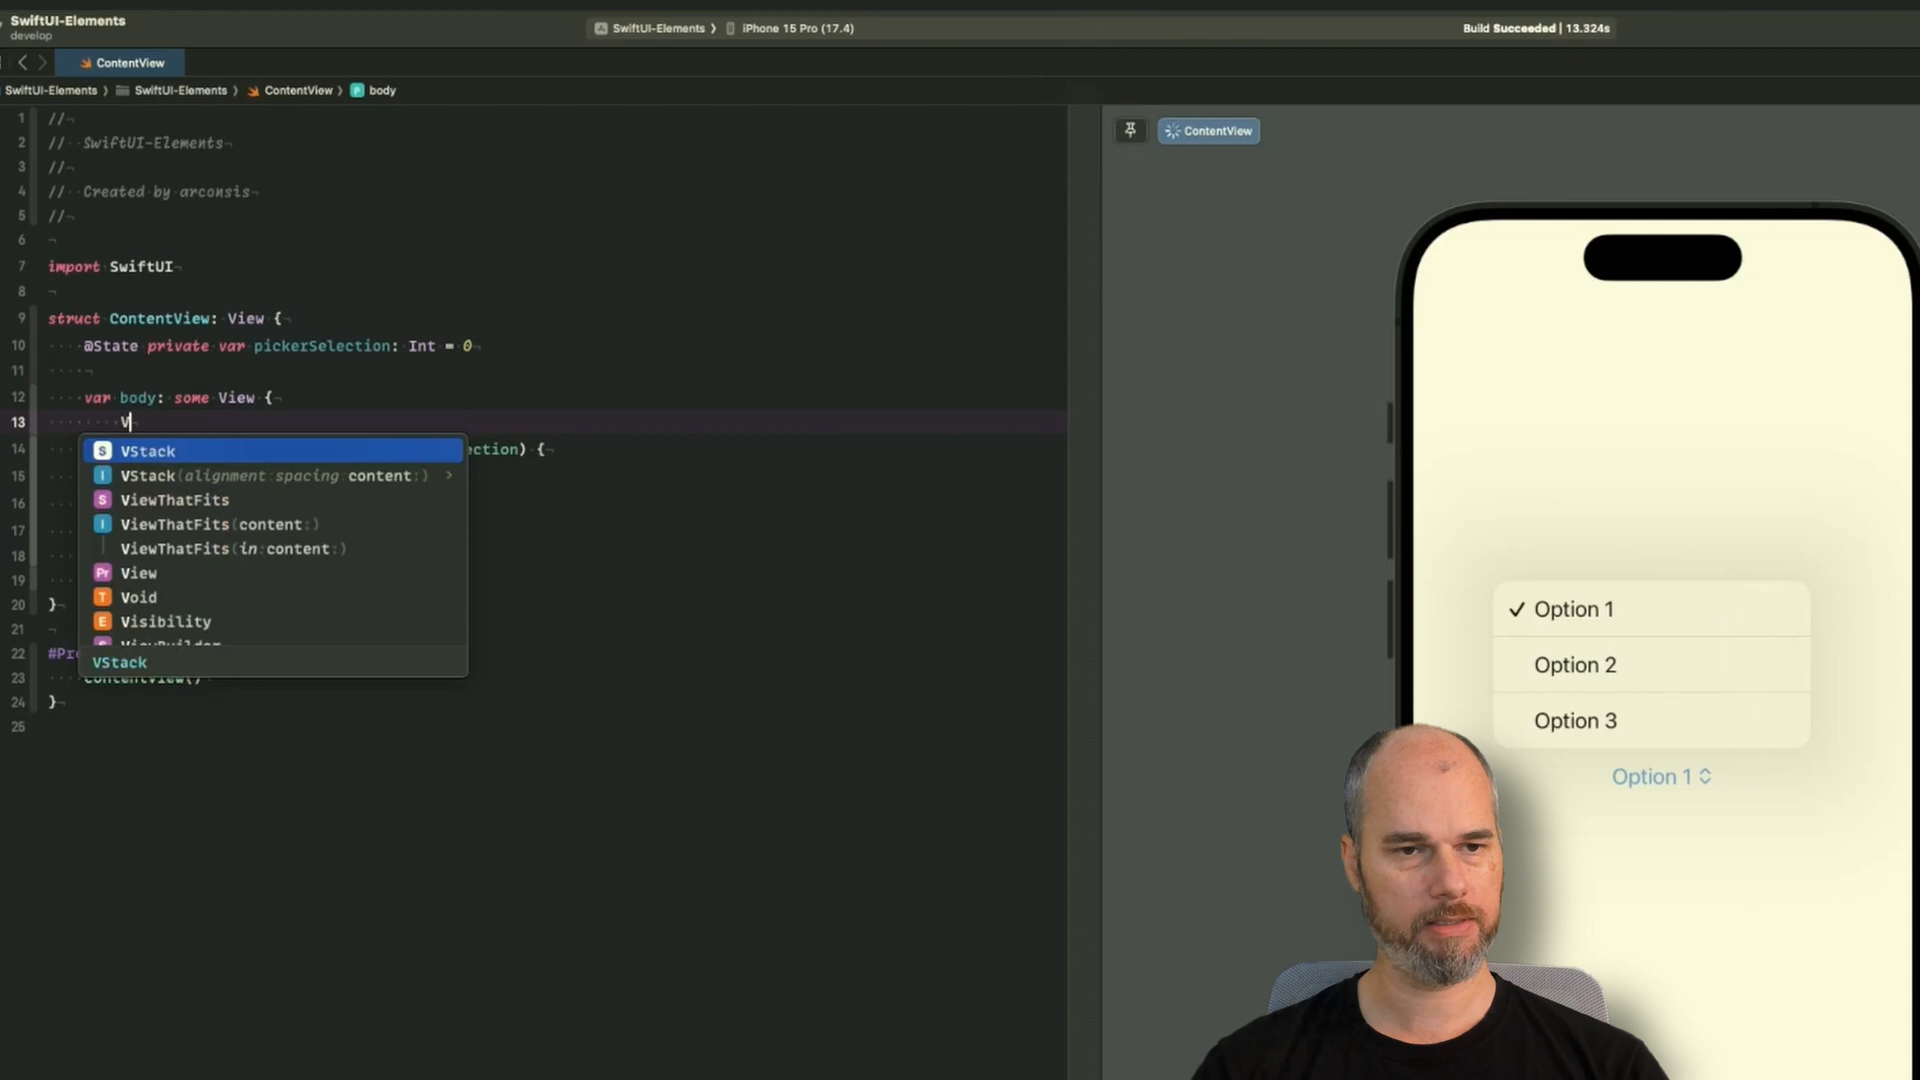 SwiftUI-Elements
develop
SwiftUI-Elements 〉 iPhone 15 Pro (17.4)
Build Succeeded | 13.324s
ContentView
SwiftUI-Elements 〉 SwiftUI-Elements 〉 ContentView 〉 body
1 //
2 // SwiftUI-Elements
3 //
4 // Created by arconsis
5 //
6
7 import SwiftUI
8
9 struct ContentView: View {
10 @State private var pickerSelection: Int = 0
11
12 var body: some View {
13 V
14 ection) {
15
16
17
18
19
20 }
21
22 #Pre
23 ContentView()
24 }
25
S VStack
I VStack(alignment: spacing: content:) >
S ViewThatFits
I ViewThatFits(content:)
ViewThatFits(in: content:)
Pr View
T Void
E Visibility
S ViewBuilder
VStack
ContentView
✓ Option 1
Option 2
Option 3
Option 1